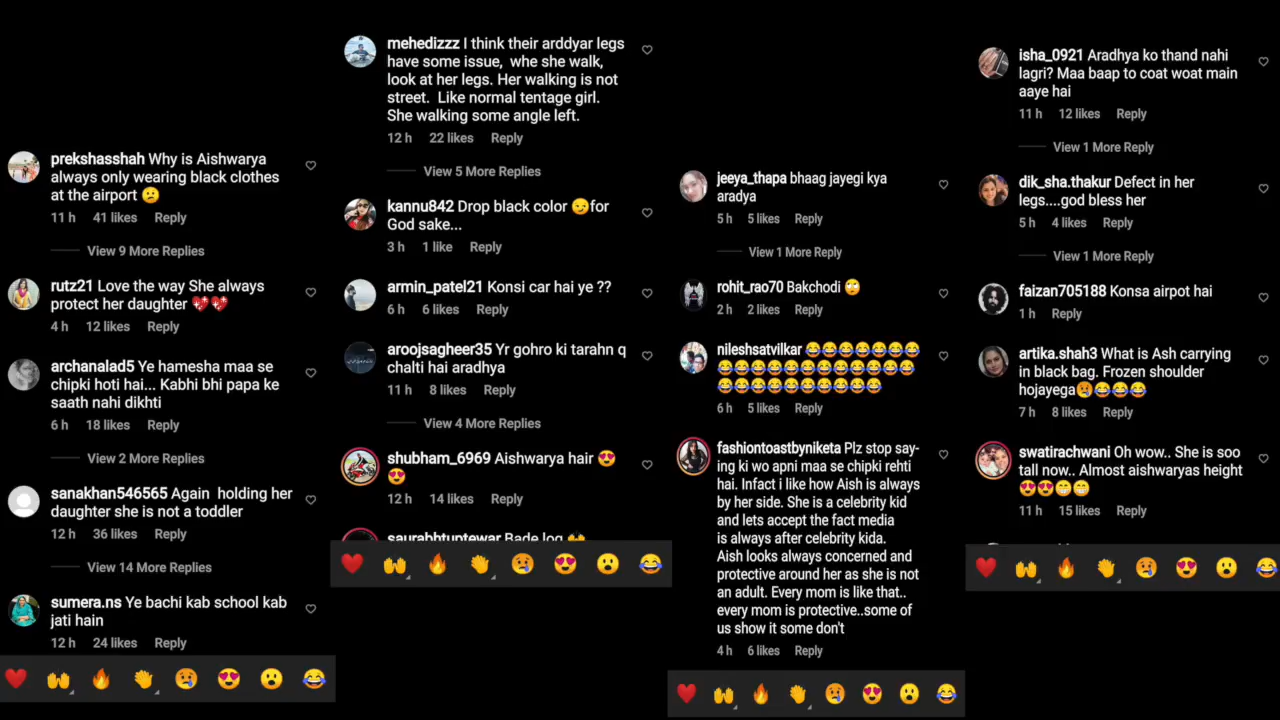 prekshasshah Why is Aishwarya
always only wearing black clothes
at the airport 😕
11 h 41 likes Reply
View 9 More Replies
rutz21 Love the way She always
protect her daughter 💖💖
4 h 12 likes Reply
archanalad5 Ye hamesha maa se
chipki hoti hai... Kabhi bhi papa ke
saath nahi dikhti
6 h 18 likes Reply
View 2 More Replies
sanakhan546565 Again holding her
daughter she is not a toddler
12 h 36 likes Reply
View 14 More Replies
sumera.ns Ye bachi kab school kab
jati hain
12 h 24 likes Reply
mehedizzz I think their arddyar legs
have some issue, whe she walk,
look at her legs. Her walking is not
street. Like normal tentage girl.
She walking some angle left.
12 h 22 likes Reply
View 5 More Replies
kannu842 Drop black color 😏for
God sake...
3 h 1 like Reply
armin_patel21 Konsi car hai ye ??
6 h 6 likes Reply
aroojsagheer35 Yr gohro ki tarahn q
chalti hai aradhya
11 h 8 likes Reply
View 4 More Replies
shubham_6969 Aishwarya hair 😍
😍
12 h 14 likes Reply
saurabhtuptewar Bade log 🙌
jeeya_thapa bhaag jayegi kya
aradya
5 h 5 likes Reply
View 1 More Reply
rohit_rao70 Bakchodi 🙄
2 h 2 likes Reply
nileshsatvilkar 😂😂😂😂😂😂😂
😂😂😂😂😂😂😂😂😂😂😂😂
😂😂😂😂😂😂😂😂😂😂
6 h 5 likes Reply
fashiontoastbyniketa Plz stop say-
ing ki wo apni maa se chipki rehti
hai. Infact i like how Aish is always
by her side. She is a celebrity kid
and lets accept the fact media
is always after celebrity kida.
Aish looks always concerned and
protective around her as she is not
an adult. Every mom is like that..
every mom is protective..some of
us show it some don't
4 h 6 likes Reply
isha_0921 Aradhya ko thand nahi
lagri? Maa baap to coat woat main
aaye hai
11 h 12 likes Reply
View 1 More Reply
dik_sha.thakur Defect in her
legs....god bless her
5 h 4 likes Reply
View 1 More Reply
faizan705188 Konsa airpot hai
1 h Reply
artika.shah3 What is Ash carrying
in black bag. Frozen shoulder
hojayega😢😂😂😂
7 h 8 likes Reply
swatirachwani Oh wow.. She is soo
tall now.. Almost aishwaryas height
😍😍😁😁
11 h 15 likes Reply